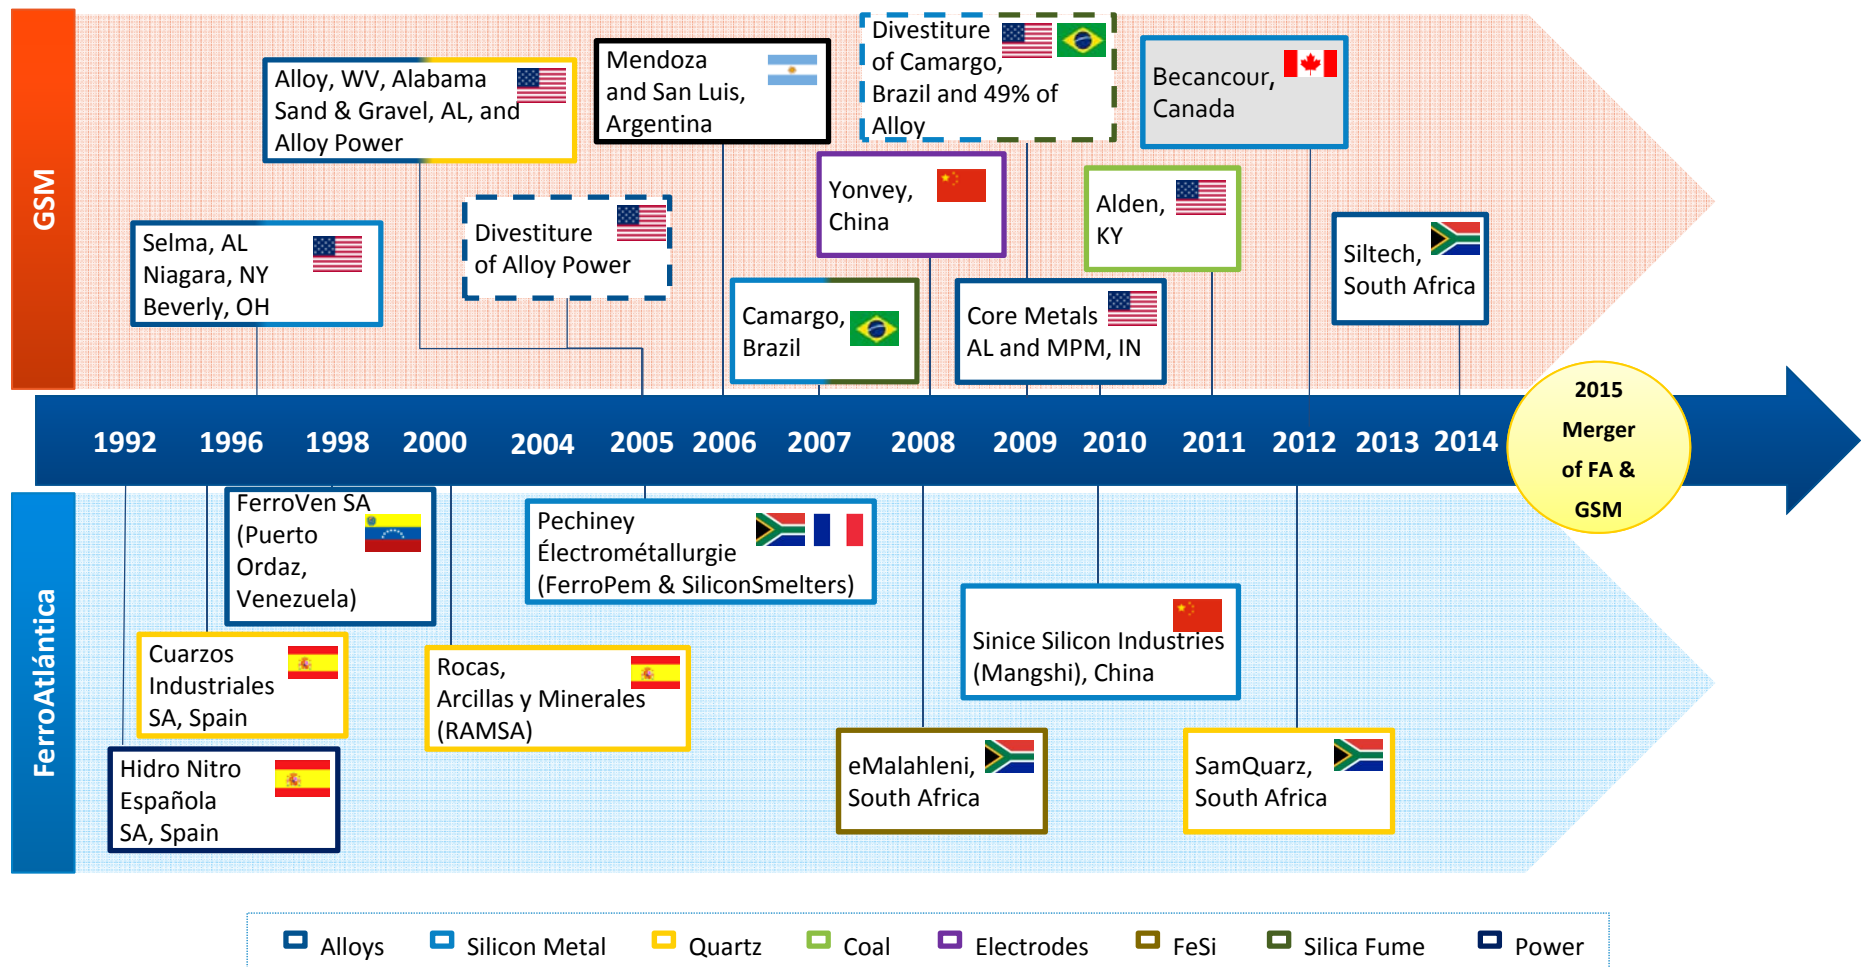 GSM
Alloy, WV, Alabama
Sand & Gravel, AL, and
Alloy Power
Mendoza
and San Luis,
Argentina
Divestiture
of Camargo,
Brazil and 49% of
Alloy
Becancour,
Canada
Selma, AL
Niagara, NY
Beverly, OH
Divestiture
of Alloy Power
Yonvey,
China
Alden,
KY
Siltech,
South Africa
Camargo,
Brazil
Core Metals
AL and MPM, IN
1992 1996 1998 2000 2004 2005 2006 2007 2008 2009 2010 2011 2012 2013 2014
2015
Merger
of FA &
GSM
FerroAtlántica
FerroVen SA
(Puerto
Ordaz,
Venezuela)
Pechiney
Électrométallurgie
(FerroPem & SiliconSmelters)
Cuarzos
Industriales
SA, Spain
Rocas,
Arcillas y Minerales
(RAMSA)
Sinice Silicon Industries
(Mangshi), China
Hidro Nitro
Española
SA, Spain
eMalahleni,
South Africa
SamQuarz,
South Africa
Alloys Silicon Metal Quartz Coal Electrodes FeSi Silica Fume Power